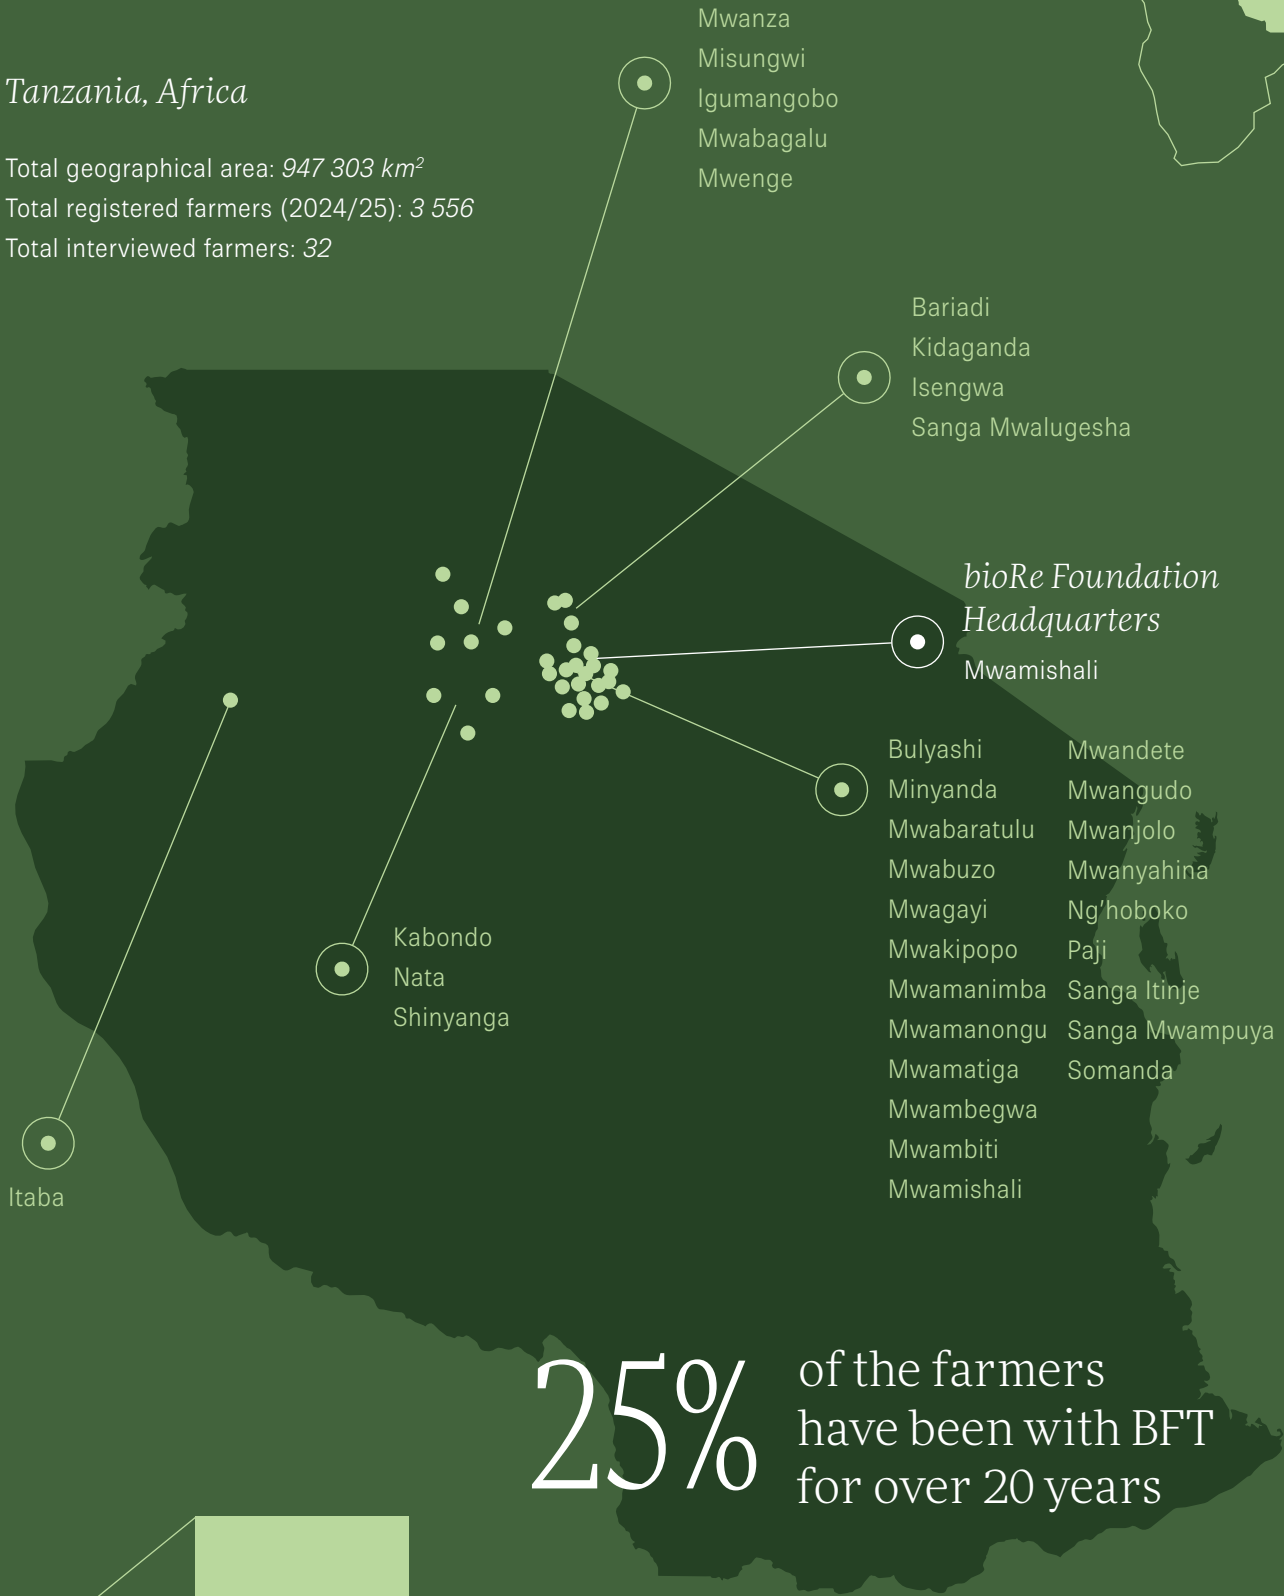 Mwanza
Misungwi
Igumangobo
Mwabagalu
Mwenge
Tanzania, Africa
Total geographical area: 947 303 km²
Total registered farmers (2024/25): 3 556
Total interviewed farmers: 32
Bariadi
Kidaganda
Isengwa
Sanga Mwalugesha
bioRe Foundation
Headquarters
Mwamishali
Bulyashi
Minyanda
Mwabaratulu
Mwabuzo
Mwagayi
Mwakipopo
Mwamanimba
Mwamanongu
Mwamatiga
Mwambegwa
Mwambiti
Mwamishali
Mwandete
Mwangudo
Mwanjolo
Mwanyahina
Ng’hoboko
Paji
Sanga Itinje
Sanga Mwampuya
Somanda
Kabondo
Nata
Shinyanga
Itaba
25%
of the farmers
have been with BFT
for over 20 years